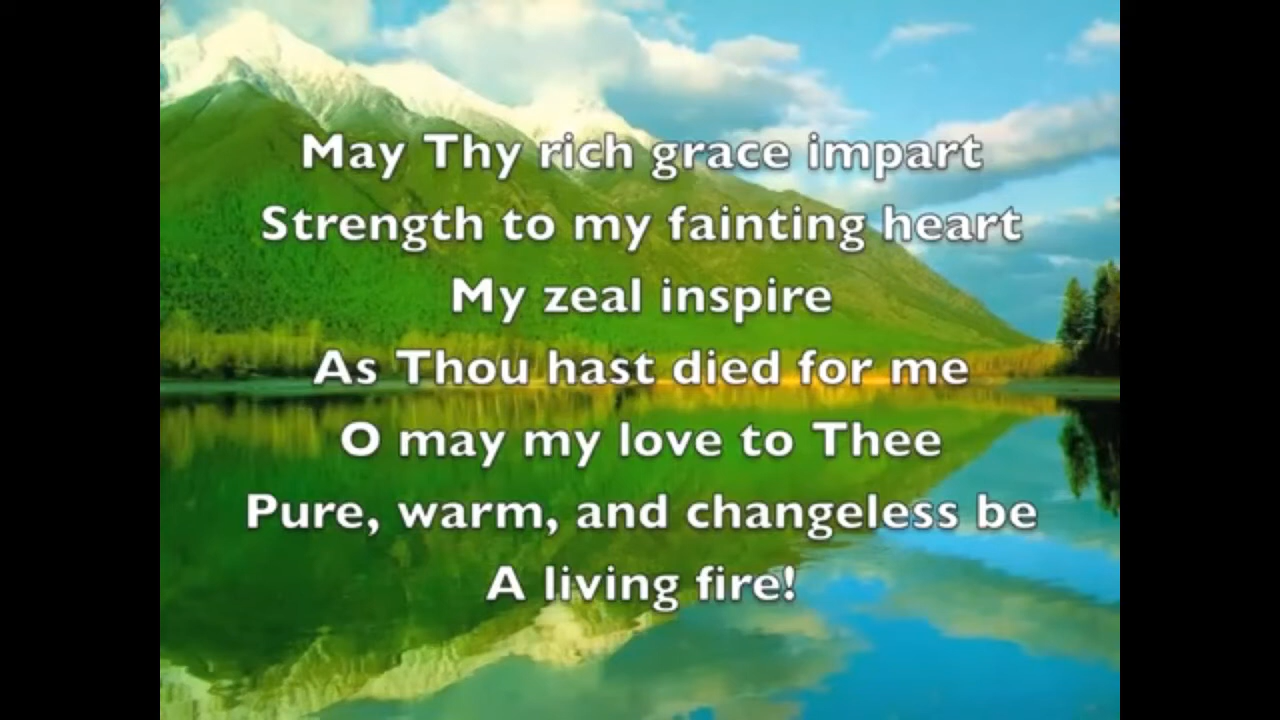 May Thy rich grace impart
Strength to my fainting heart
My zeal inspire
As Thou hast died for me
O may my love to Thee
Pure, warm, and changeless be
A living fire!